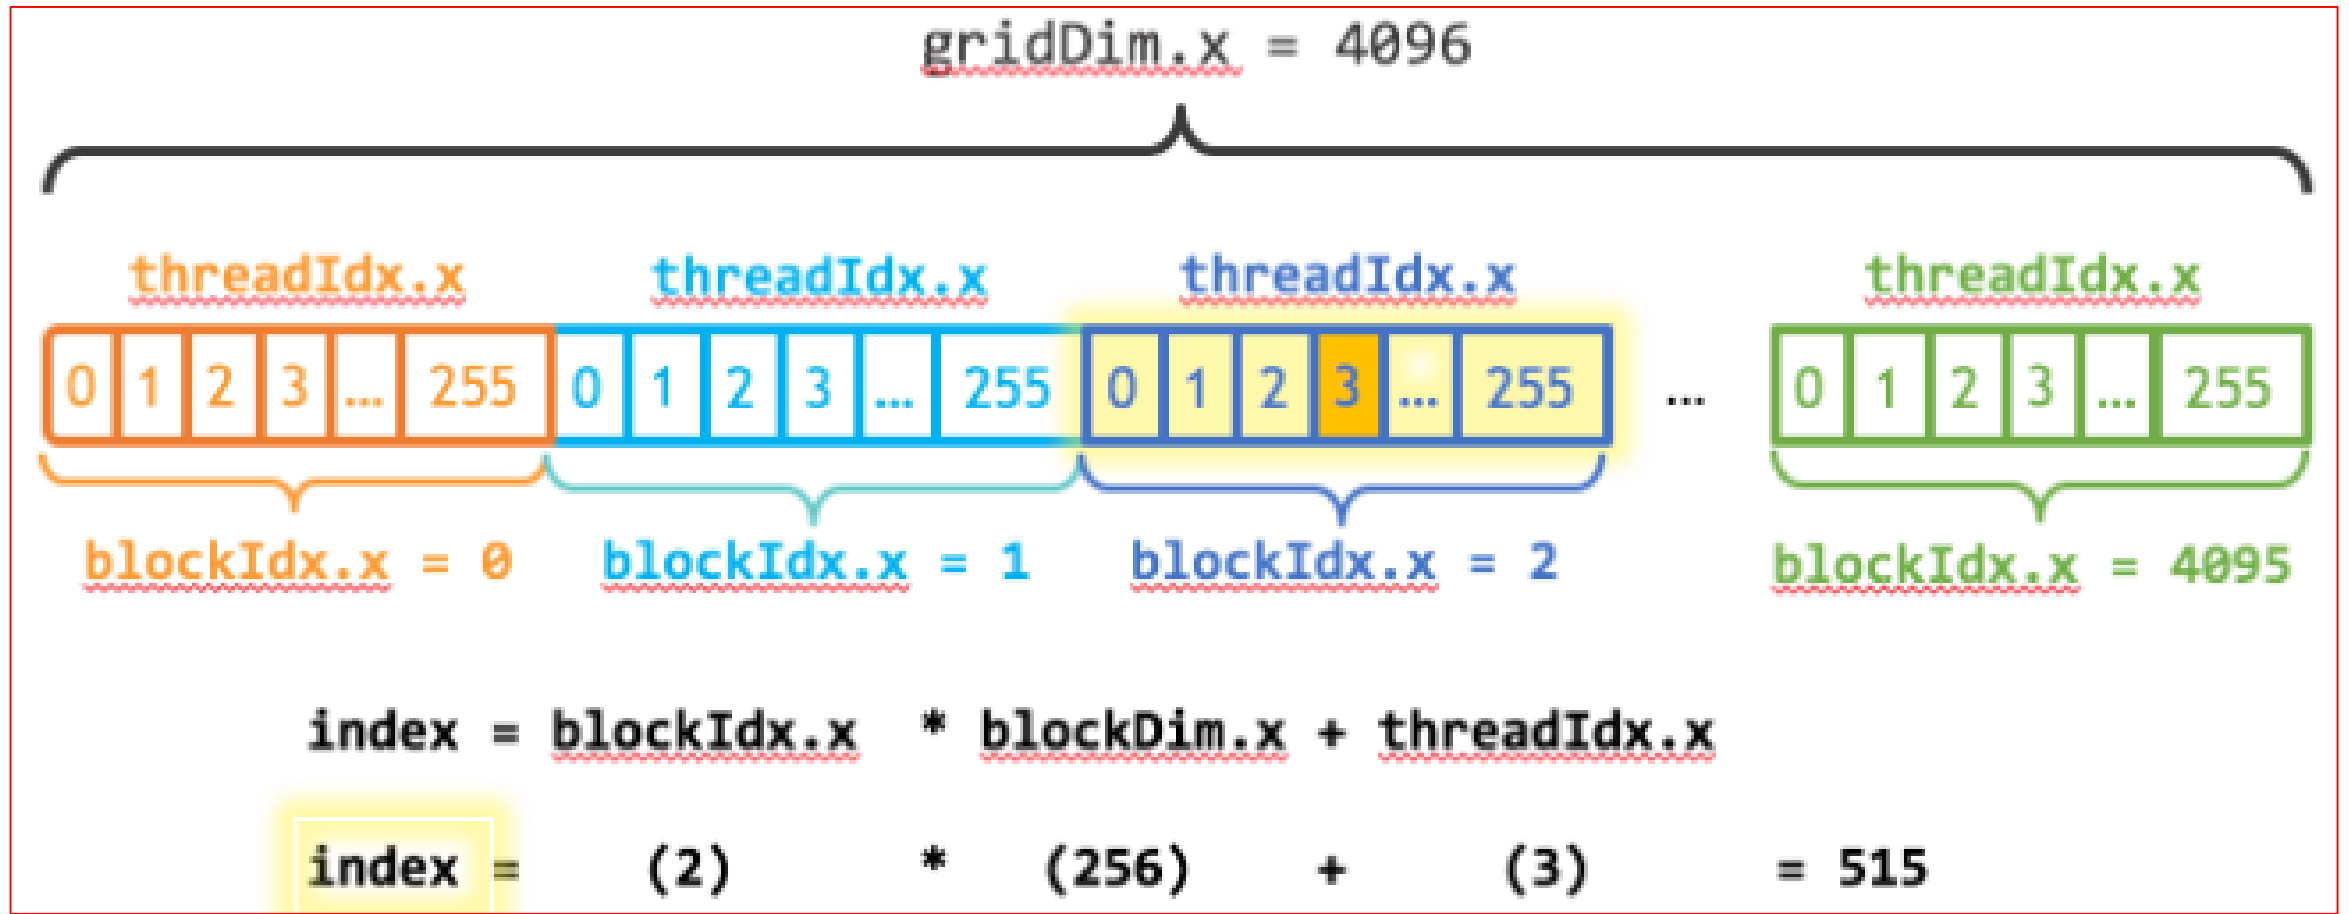 gridDim.x = 4096
threadIdx.x threadIdx.x threadIdx.x threadIdx.x
0 1 2 3 ... 255 0 1 2 3 ... 255 0 1 2 3 ... 255 ... 0 1 2 3 ... 255
blockIdx.x = 0 blockIdx.x = 1 blockIdx.x = 2 blockIdx.x = 4095
index = blockIdx.x * blockDim.x + threadIdx.x
index = (2) * (256) + (3) = 515